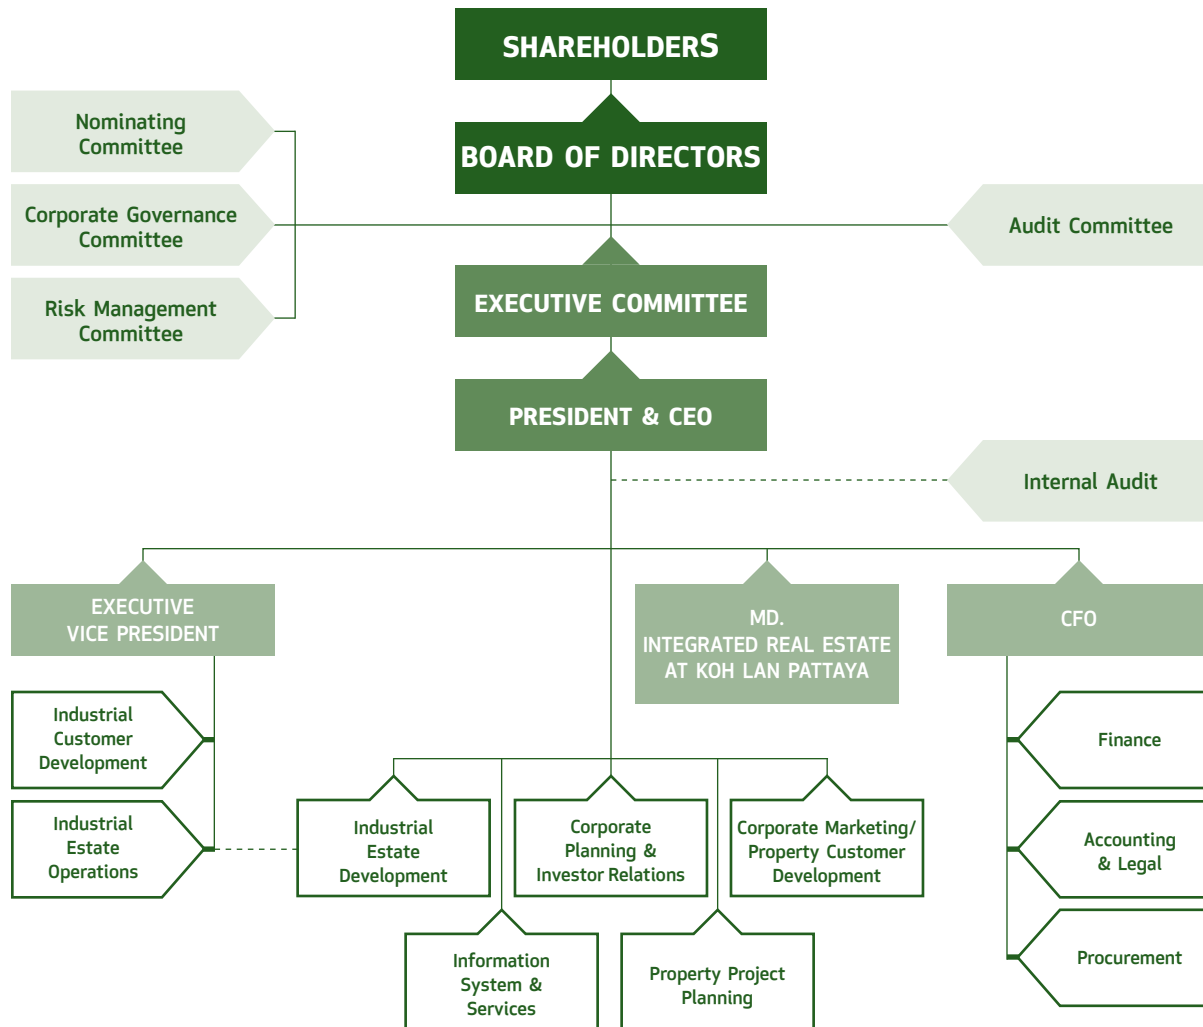 SHAREHOLDERS
BOARD OF DIRECTORS
Nominating
Committee
Corporate Governance
Committee
Risk Management
Committee
Audit Committee
EXECUTIVE COMMITTEE
PRESIDENT & CEO
Internal Audit
EXECUTIVE
VICE PRESIDENT
MD.
INTEGRATED REAL ESTATE
AT KOH LAN PATTAYA
CFO
Industrial
Customer
Development
Industrial
Estate
Operations
Industrial
Estate
Development
Corporate
Planning &
Investor Relations
Corporate Marketing/
Property Customer
Development
Information
System &
Services
Property Project
Planning
Finance
Accounting
& Legal
Procurement